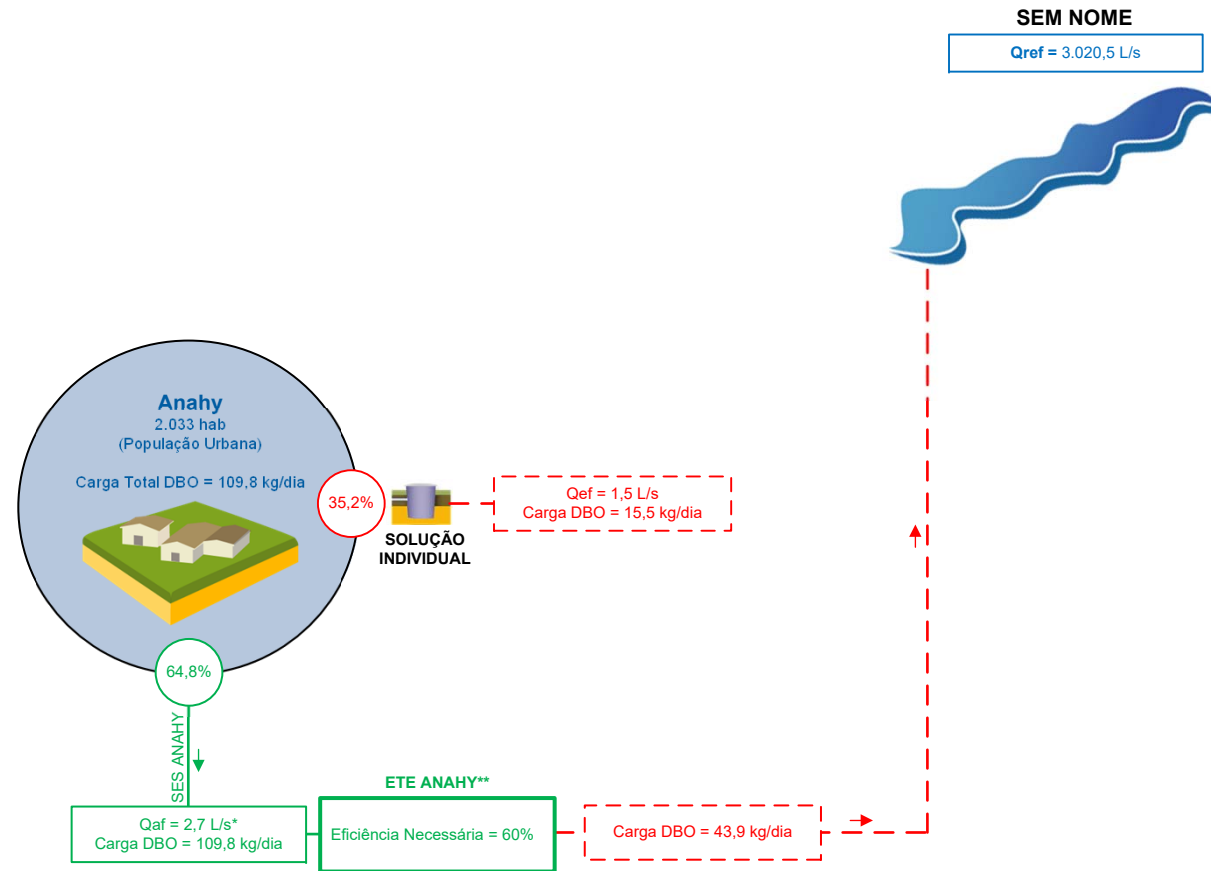 SEM NOME
Qref = 3.020,5 L/s
Anahy
2.033 hab
(População Urbana)
Carga Total DBO = 109,8 kg/dia
35,2%
SOLUÇÃO
INDIVIDUAL
Qef = 1,5 L/s
Carga DBO = 15,5 kg/dia
64,8%
SES ANAHY
Qaf = 2,7 L/s*
Carga DBO = 109,8 kg/dia
ETE ANAHY**
Eficiência Necessária = 60%
Carga DBO = 43,9 kg/dia